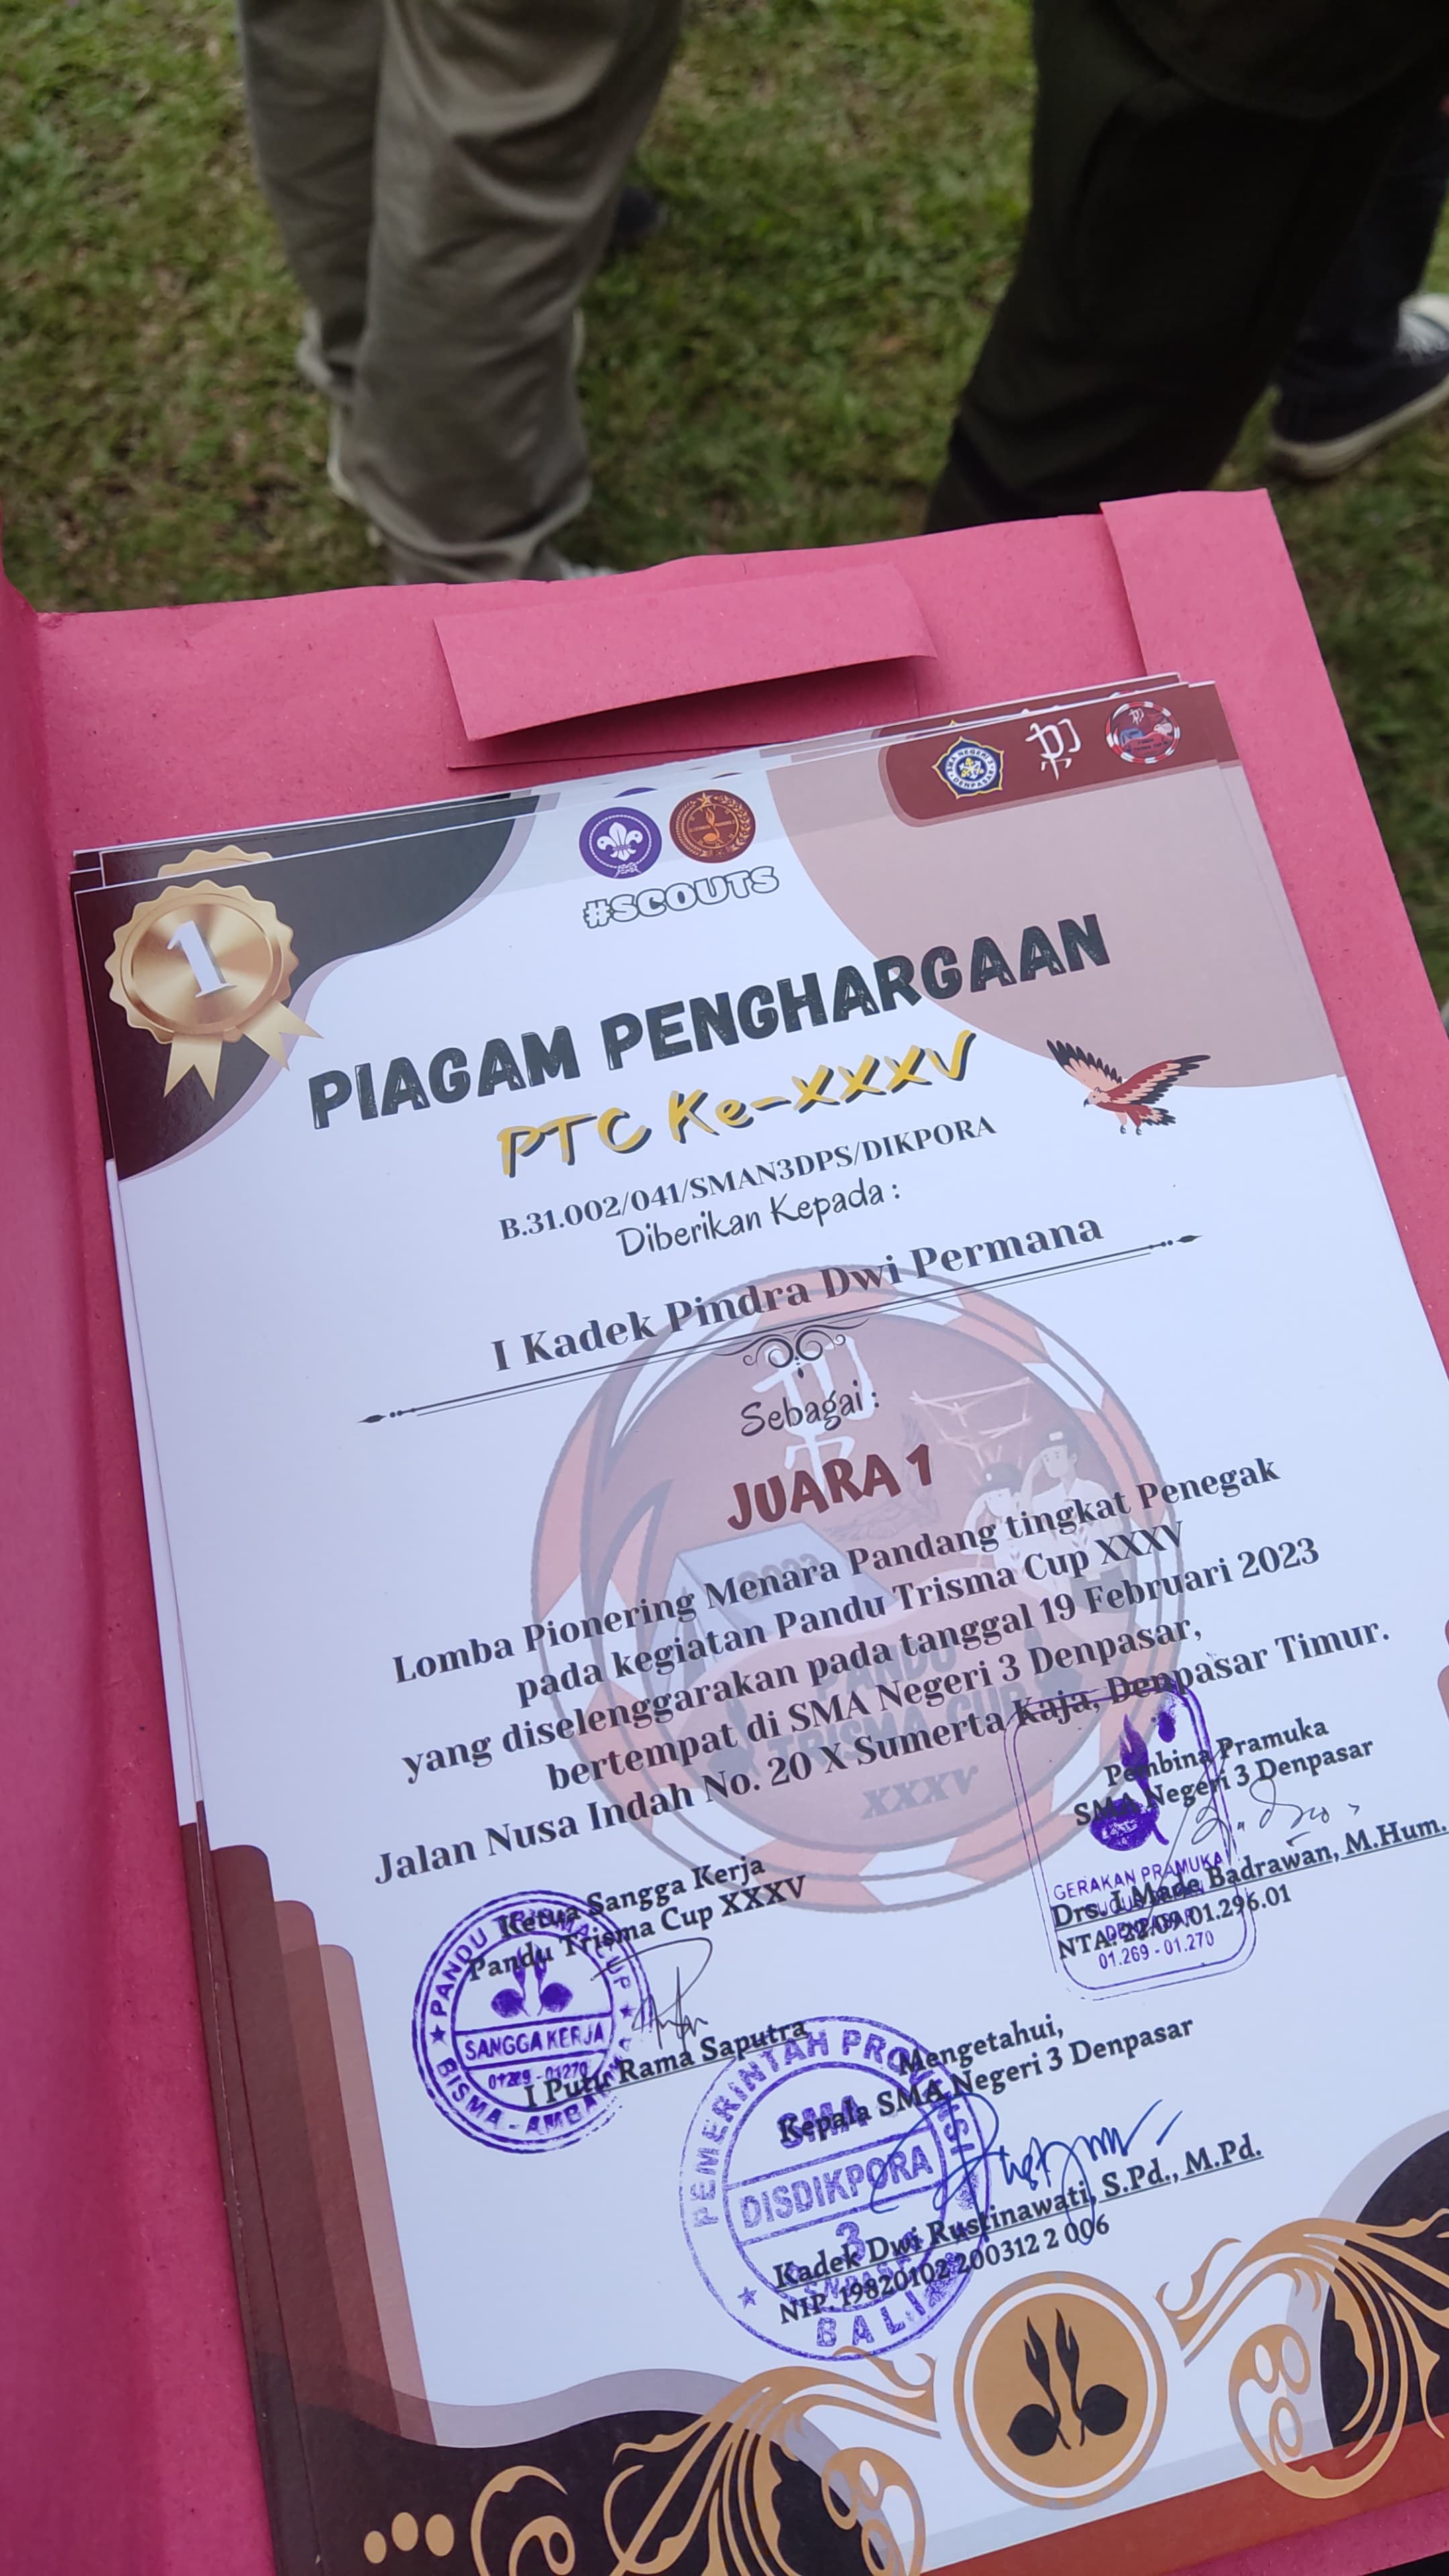 1
#SCOUTS
PIAGAM PENGHARGAAN
PTC Ke-XXXV
B.31.002/041/SMAN3DPS/DIKPORA
Diberikan Kepada :
I Kadek Pindra Dwi Permana
Sebagai :
JUARA 1
Lomba Pionering Menara Pandang tingkat Penegak
pada kegiatan Pandu Trisma Cup XXXV
yang diselenggarakan pada tanggal 19 Februari 2023
bertempat di SMA Negeri 3 Denpasar,
Jalan Nusa Indah No. 20 X Sumerta Kaja, Denpasar Timur.
PANDU
TRISMA CUP
XXXV
Pembina Pramuka
SMA Negeri 3 Denpasar
GERAKAN PRAMUKA
DENPASAR
01.269 - 01.270
Drs. I Made Badrawan, M.Hum.
NTA. 22.09.01.296.01
Ketua Sangga Kerja
Pandu Trisma Cup XXXV
PANDU TRISMA CUP
SANGGA KERJA
BISMA - AMBA
I Putu Rama Saputra
Mengetahui,
Kepala SMA Negeri 3 Denpasar
PEMERINTAH PROVINSI
SMA
DISDIKPORA
3
DENPASAR
BALI
Kadek Dwi Rustinawati, S.Pd., M.Pd.
NIP. 19820102 200312 2 006